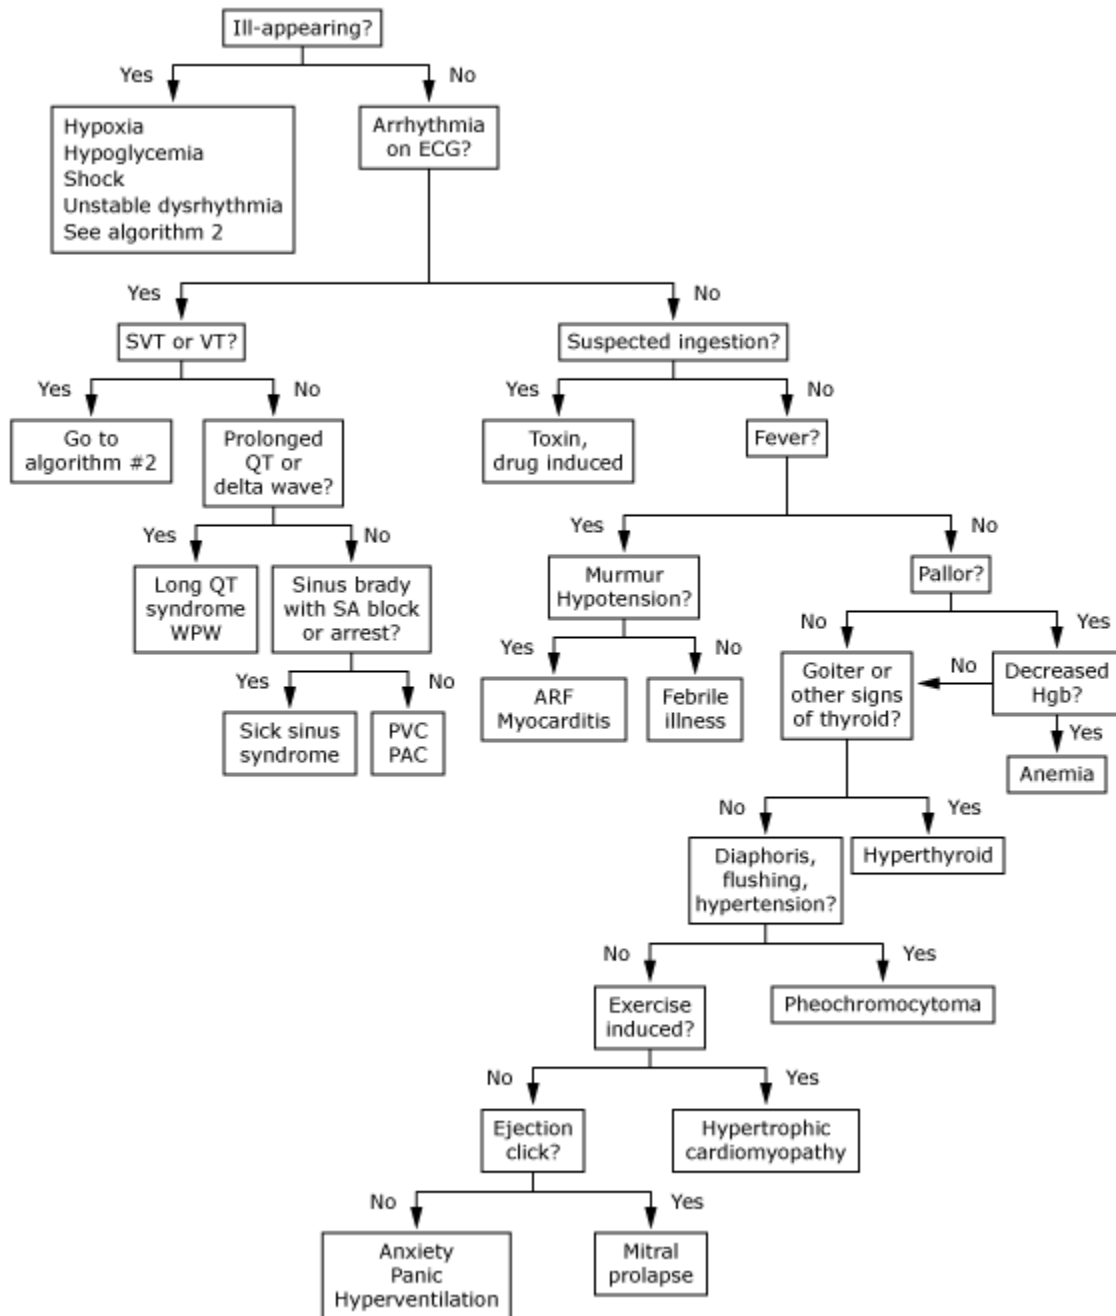 Ill-appearing?
Yes
No
Hypoxia
Hypoglycemia
Shock
Unstable dysrhythmia
See algorithm 2
Arrhythmia
on ECG?
Yes
No
SVT or VT?
Suspected ingestion?
Yes
No
Yes
No
Go to
algorithm #2
Prolonged
QT or
delta wave?
Toxin,
drug induced
Fever?
Yes
No
Yes
No
Long QT
syndrome
WPW
Sinus brady
with SA block
or arrest?
Murmur
Hypotension?
Pallor?
Yes
No
Yes
No
No
Yes
Sick sinus
syndrome
PVC
PAC
ARF
Myocarditis
Febrile
illness
Goiter or
other signs
of thyroid?
No
Decreased
Hgb?
Yes
Anemia
No
Yes
Diaphoris,
flushing,
hypertension?
Hyperthyroid
No
Yes
Exercise
induced?
Pheochromocytoma
No
Yes
Ejection
click?
Hypertrophic
cardiomyopathy
No
Yes
Anxiety
Panic
Hyperventilation
Mitral
prolapse